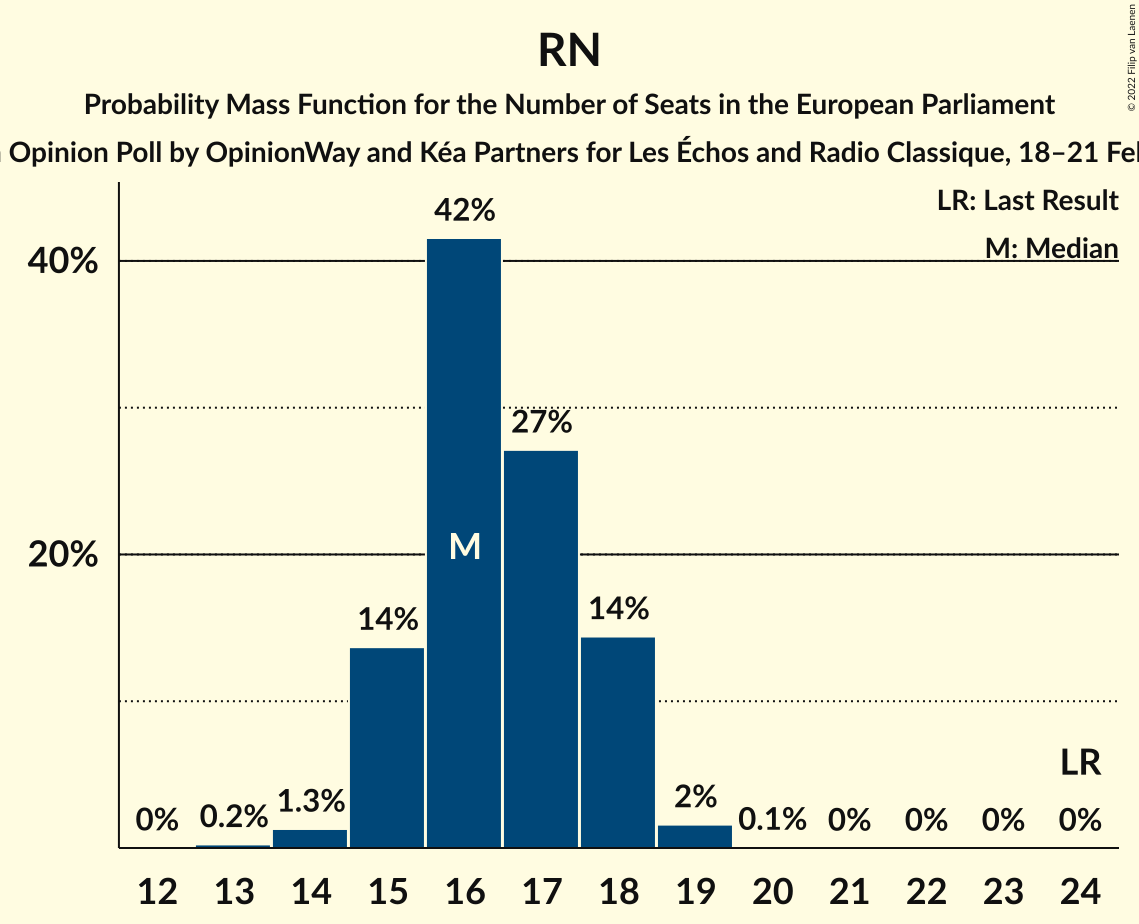 RN
Probability Mass Function for the Number of Seats in the European Parliament
Opinion Poll by OpinionWay and Kéa Partners for Les Échos and Radio Classique, 18–21
LR: Last Result
M: Median
40%
20%
42%
27%
M
14%
14%
LR
0%
0.2%
1.3%
2%
0.1%
0%
0%
0%
0%
12 13 14 15 16 17 18 19 20 21 22 23 24
© 2022 Filip van Laenen